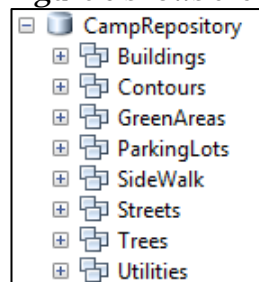 CampRepository
Buildings
Contours
GreenAreas
ParkingLots
SideWalk
Streets
Trees
Utilities